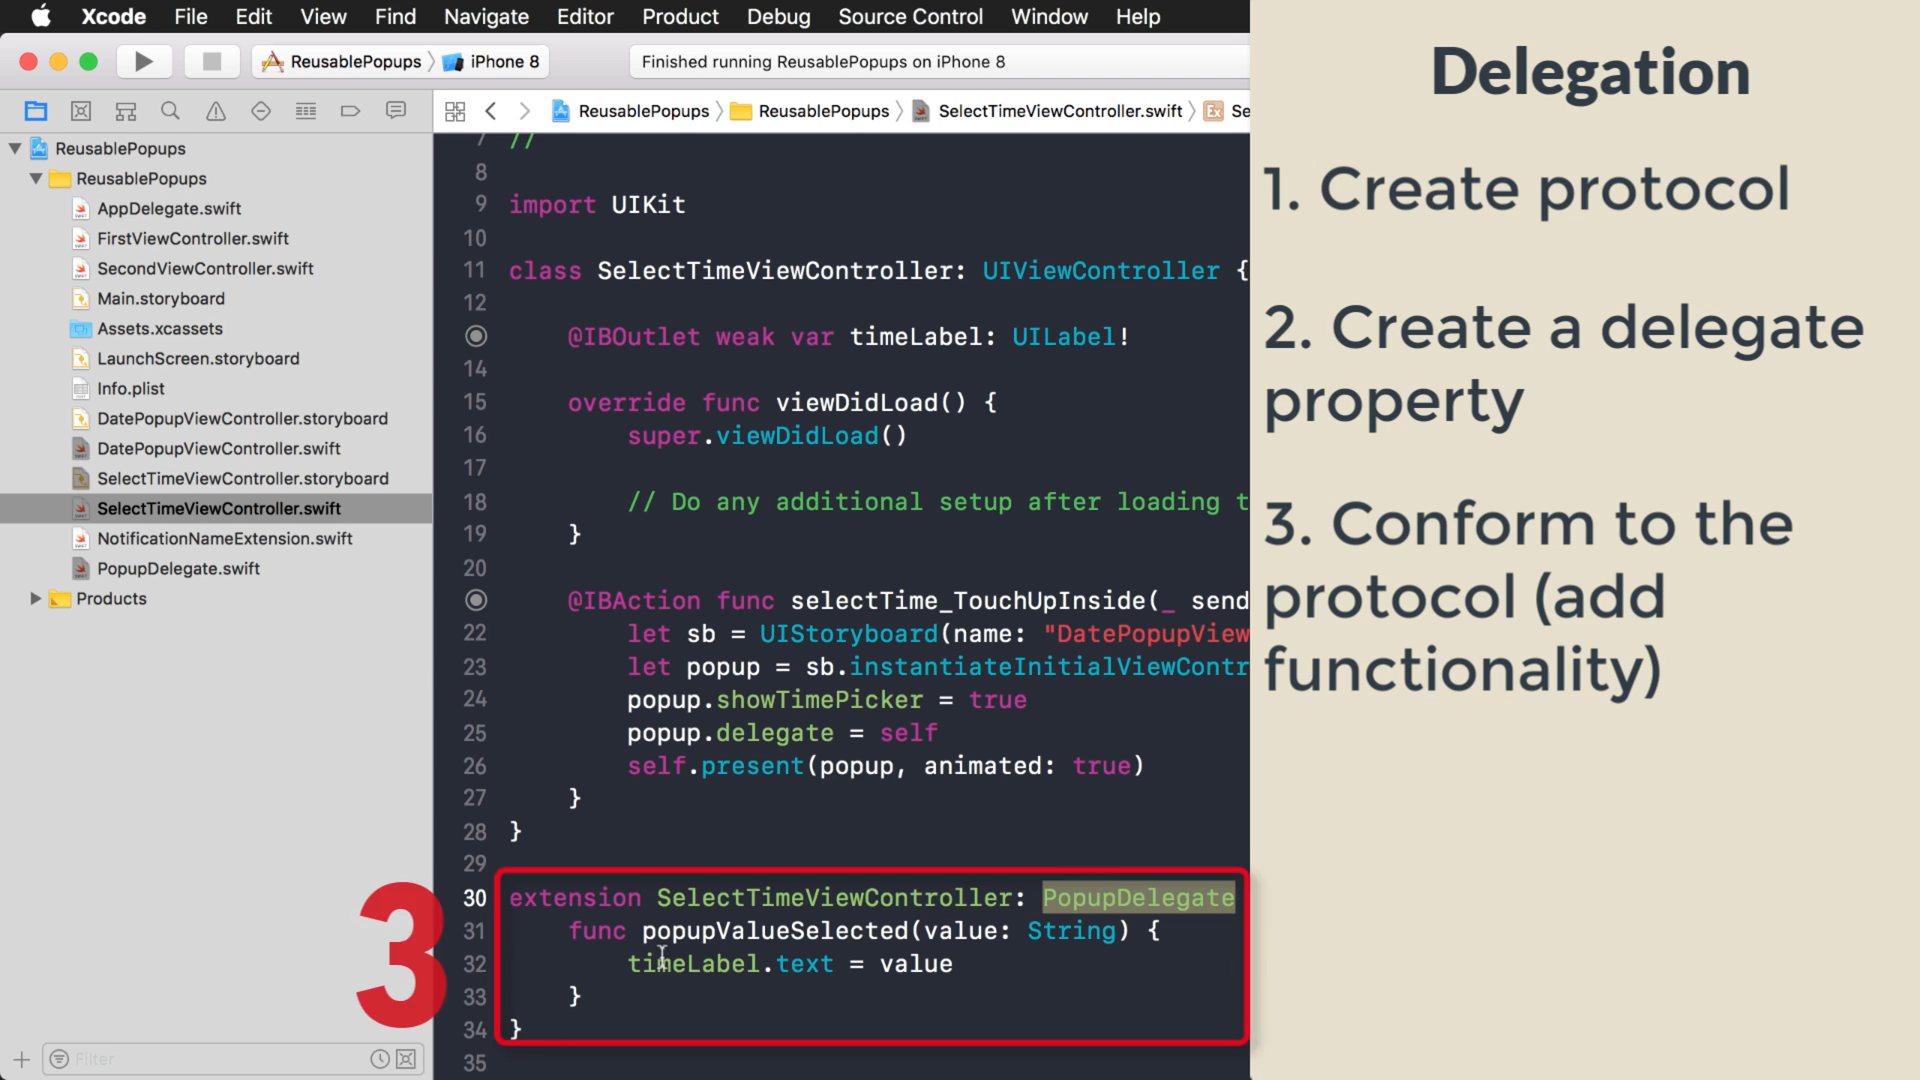 Xcode File Edit View Find Navigate Editor Product Debug Source Control Window Help
ReusablePopups 〉 iPhone 8
Finished running ReusablePopups on iPhone 8
ReusablePopups 〉 ReusablePopups 〉 SelectTimeViewController.swift 〉 Ex Se
ReusablePopups
ReusablePopups
AppDelegate.swift
FirstViewController.swift
SecondViewController.swift
Main.storyboard
Assets.xcassets
LaunchScreen.storyboard
Info.plist
DatePopupViewController.storyboard
DatePopupViewController.swift
SelectTimeViewController.storyboard
SelectTimeViewController.swift
NotificationNameExtension.swift
PopupDelegate.swift
Products
Filter
7 //
8
9 import UIKit
10
11 class SelectTimeViewController: UIViewController {
12
@IBOutlet weak var timeLabel: UILabel!
14
15 override func viewDidLoad() {
16 super.viewDidLoad()
17
18 // Do any additional setup after loading t
19 }
20
@IBAction func selectTime_TouchUpInside(_ send
22 let sb = UIStoryboard(name: "DatePopupView
23 let popup = sb.instantiateInitialViewContr
24 popup.showTimePicker = true
25 popup.delegate = self
26 self.present(popup, animated: true)
27 }
28 }
29
30 extension SelectTimeViewController: PopupDelegate
31 func popupValueSelected(value: String) {
32 timeLabel.text = value
33 }
34 }
35
3
Delegation
1. Create protocol
2. Create a delegate
property
3. Conform to the
protocol (add
functionality)